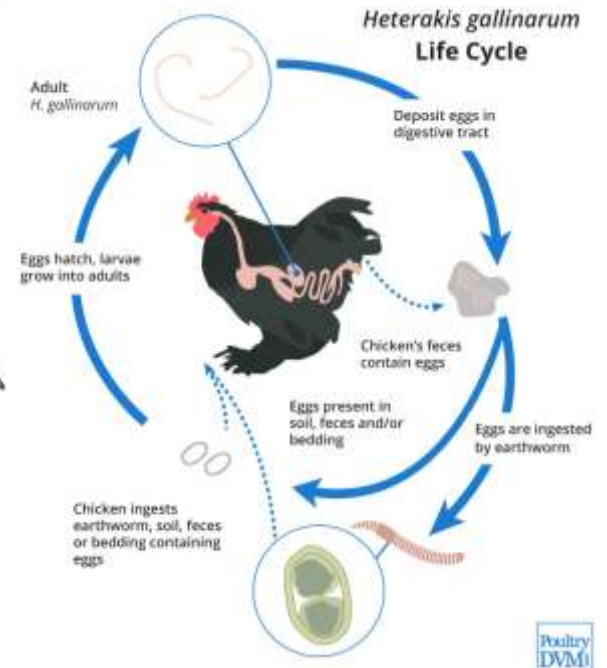 Heterakis gallinarum
Life Cycle
Adult
H. gallinarum
Deposit eggs in
digestive tract
Eggs hatch, larvae
grow into adults
Chicken's feces
contain eggs
Eggs present in
soil, feces and/or
bedding
Eggs are ingested
by earthworm
Chicken ingests
earthworm, soil, feces
or bedding containing
eggs
Poultry
DVM